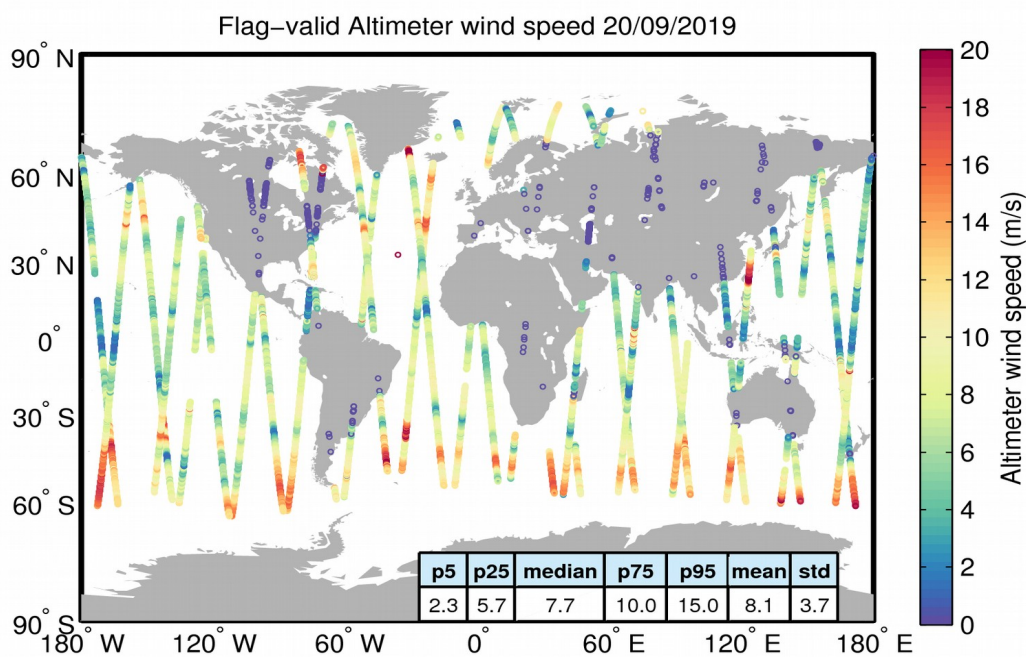 Flag−valid Altimeter wind speed 20/09/2019
90° N
60° N
30° N
0°
30° S
60° S
90° S
180° W
120° W
60° W
0°
60° E
120° E
180° E
p5 p25 median p75 p95 mean std
2.3 5.7 7.7 10.0 15.0 8.1 3.7
20
18
16
14
12
10
8
6
4
2
0
Altimeter wind speed (m/s)